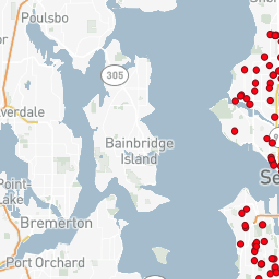 Poulsbo
305
verdale
Bainbridge
Island
Se
Point-
Lake
Bremerton
Port Orchard